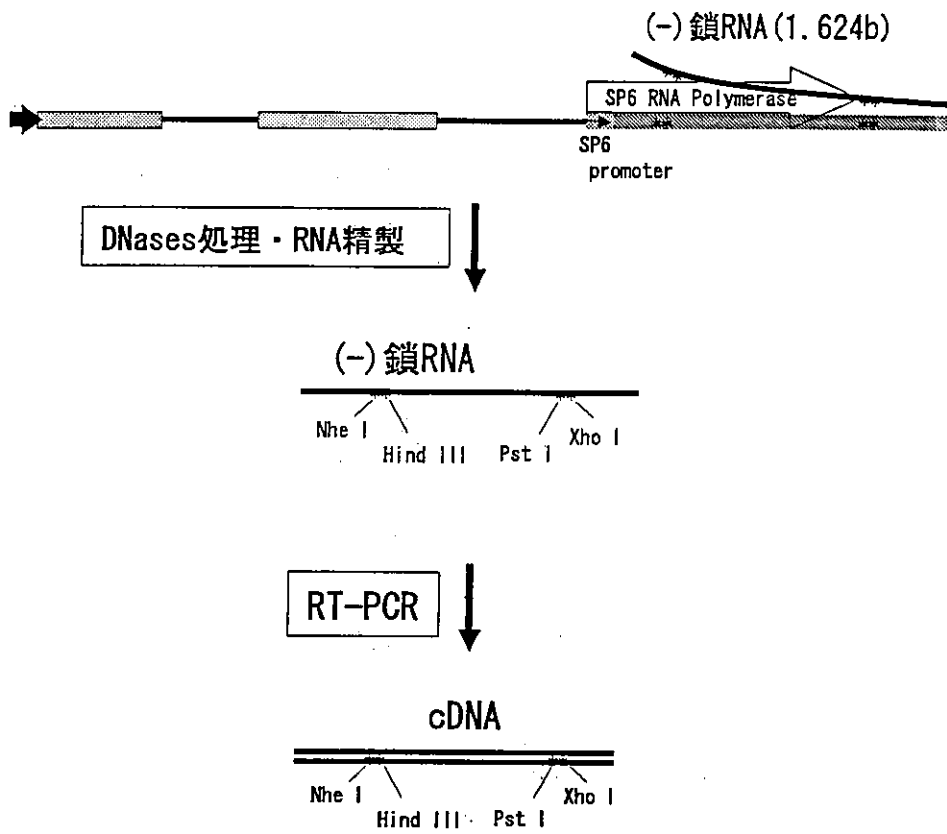 (-)鎖RNA(1.624b)
SP6 RNA Polymerase
SP6
promoter
DNases処理・RNA精製
(-)鎖RNA
Nhe I
Hind III
Pst I
Xho I
RT-PCR
cDNA
Nhe I
Hind III
Pst I
Xho I